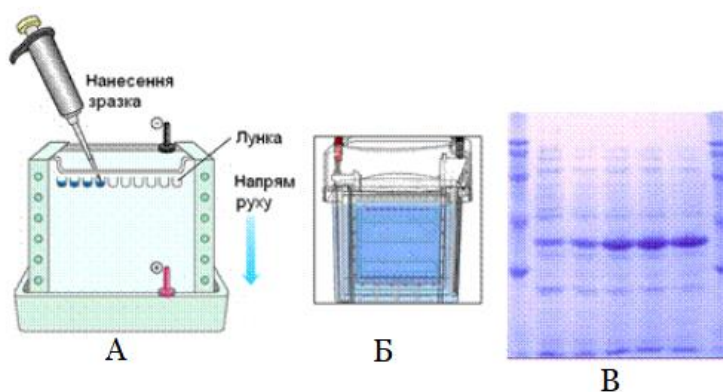 Нанесення
зразка
Лунка
Напрям
руху
А
Б
В